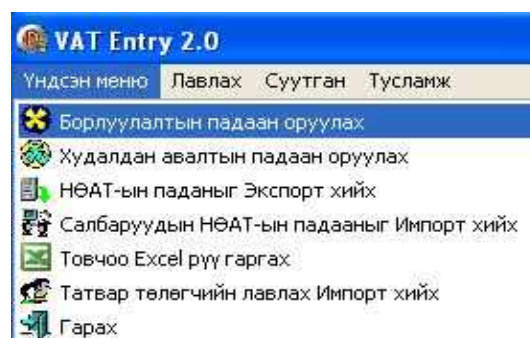 VAT Entry 2.0
Үндсэн меню Лавлах Суутган Тусламж
Борлуулалтын падаан оруулах
Худалдан авалтын падаан оруулах
НӨАТ-ын паданыг Экспорт хийх
Салбаруудын НӨАТ-ын падааныг Импорт хийх
Товчоо Excel рүү гаргах
Татвар төлөгчийн лавлах Импорт хийх
Гарах